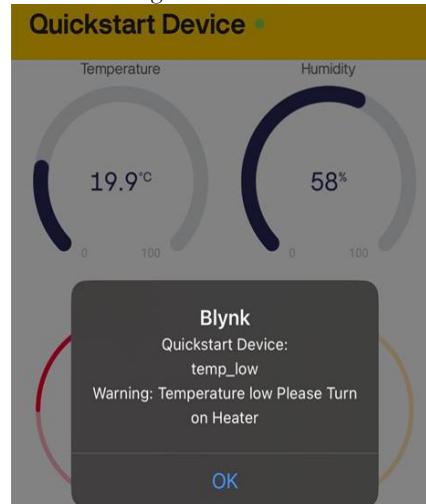 Quickstart Device
Temperature
Humidity
19.9°C
58%
0
100
0
100
Blynk
Quickstart Device:
temp_low
Warning: Temperature low Please Turn
on Heater
OK